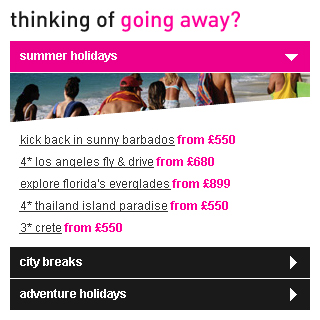 thinking of going away?
summer holidays
kick back in sunny barbados from £550
4* los angeles fly & drive from £680
explore florida's everglades from £899
4* thailand island paradise from £550
3* crete from £550
city breaks
adventure holidays